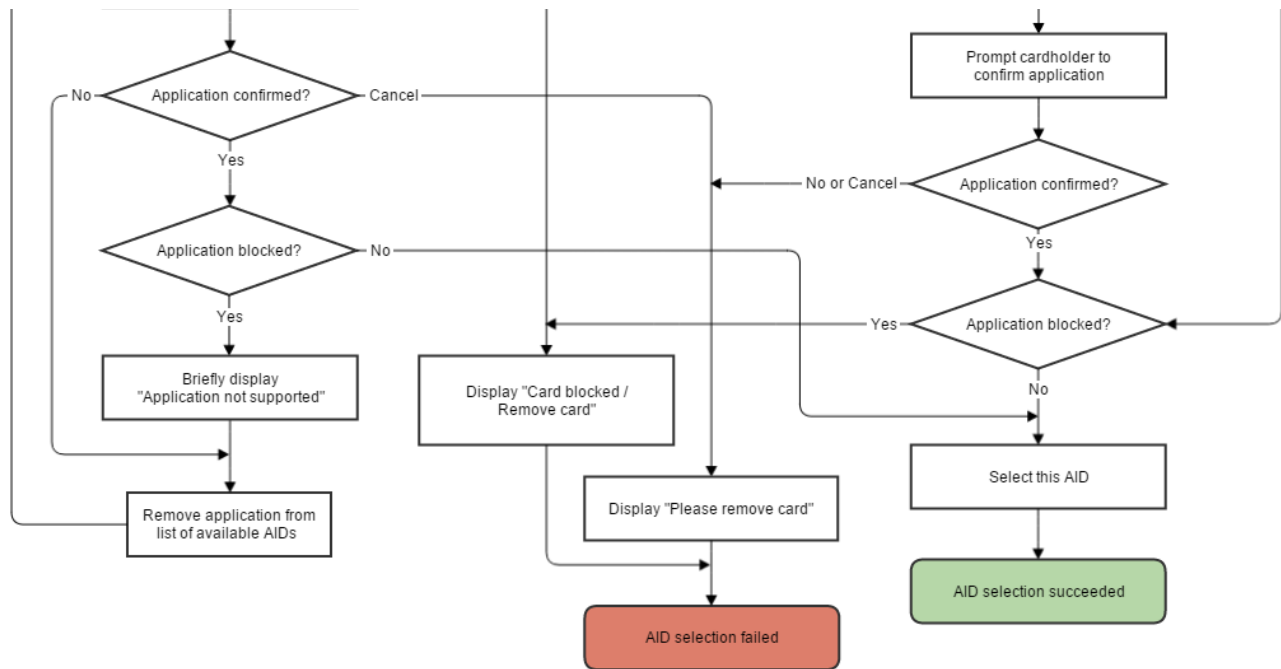 Prompt cardholder to
confirm application
No
Application confirmed?
Cancel
Yes
No or Cancel
Application confirmed?
Yes
Application blocked?
No
Yes
Yes
Application blocked?
No
Briefly display
"Application not supported"
Display "Card blocked /
Remove card"
Select this AID
Remove application from
list of available AIDs
Display "Please remove card"
AID selection succeeded
AID selection failed